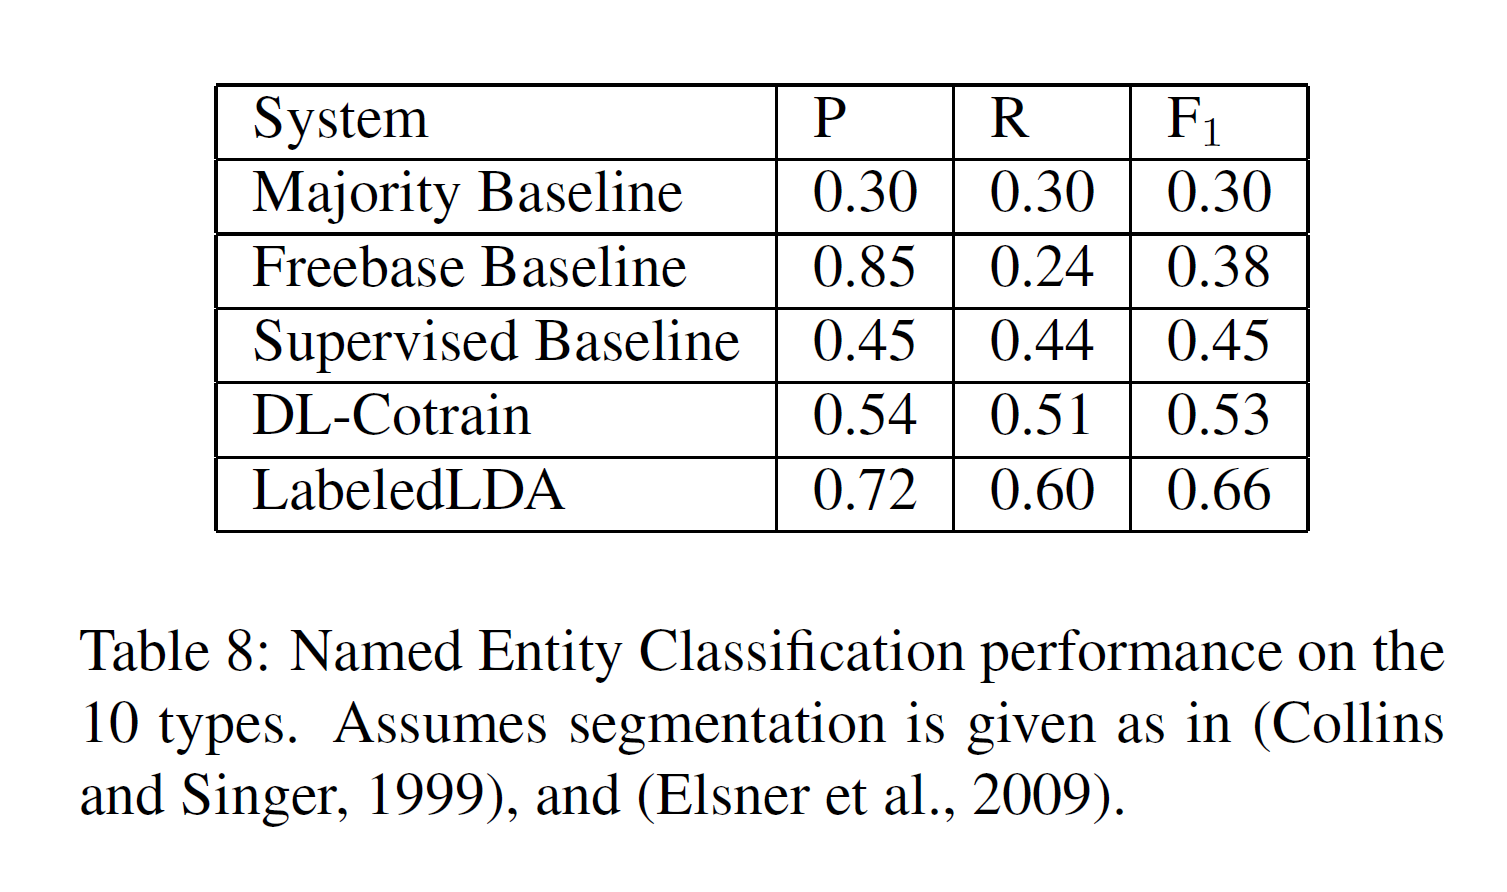 System P R F1
Majority Baseline 0.30 0.30 0.30
Freebase Baseline 0.85 0.24 0.38
Supervised Baseline 0.45 0.44 0.45
DL-Cotrain 0.54 0.51 0.53
LabeledLDA 0.72 0.60 0.66
Table 8: Named Entity Classification performance on the
10 types. Assumes segmentation is given as in (Collins
and Singer, 1999), and (Elsner et al., 2009).